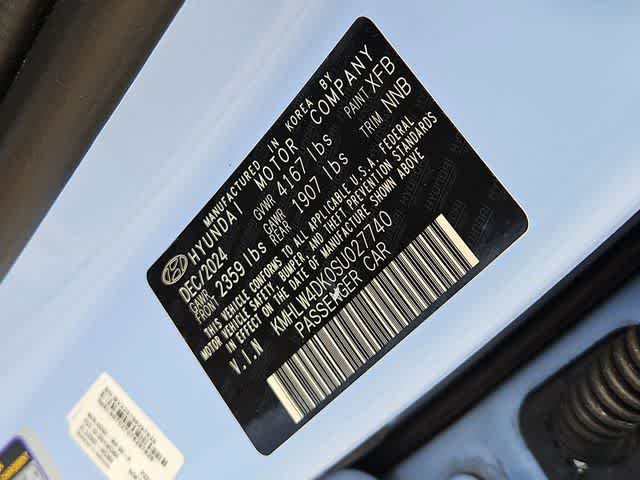 MANUFACTURED IN KOREA BY
HYUNDAI MOTOR COMPANY
DEC/2024 GVWR 4167 lbs PAINT XFB
GAWR FRONT 2359 lbs GAWR REAR 1907 lbs TRIM NNB
THIS VEHICLE CONFORMS TO ALL APPLICABLE U.S.A. FEDERAL
MOTOR VEHICLE SAFETY, BUMPER, AND THEFT PREVENTION STANDARDS
IN EFFECT ON THE DATE OF MANUFACTURE SHOWN ABOVE
V.I.N KMHLW4DK0SU027740
PASSENGER CAR